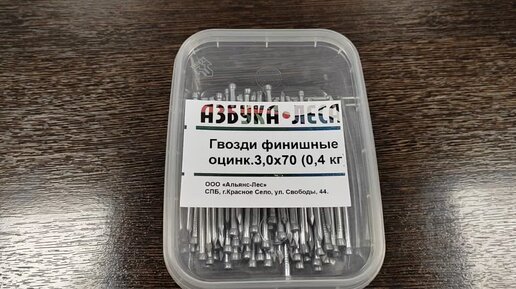 АЗБУКА ЛЕСА
Гвозди финишные
оцинк.3,0х70 (0,4 кг
ООО «Альянс-Лес»
СПБ, г.Красное Село, ул. Свободы, 44.